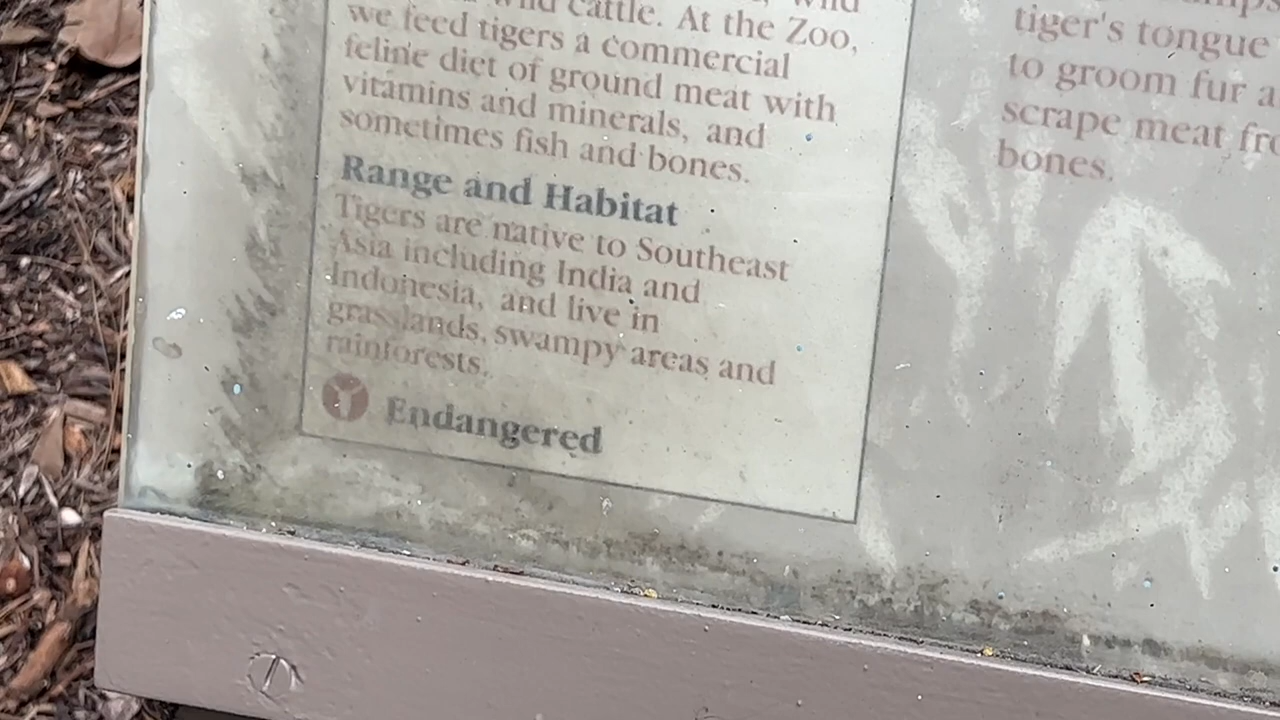 wild cattle. At the Zoo,
we feed tigers a commercial
feline diet of ground meat with
vitamins and minerals, and
sometimes fish and bones.
Range and Habitat
Tigers are native to Southeast
Asia including India and
Indonesia, and live in
grasslands, swampy areas and
rainforests.
Endangered
tiger's tongue
to groom fur
scrape meat
bones.